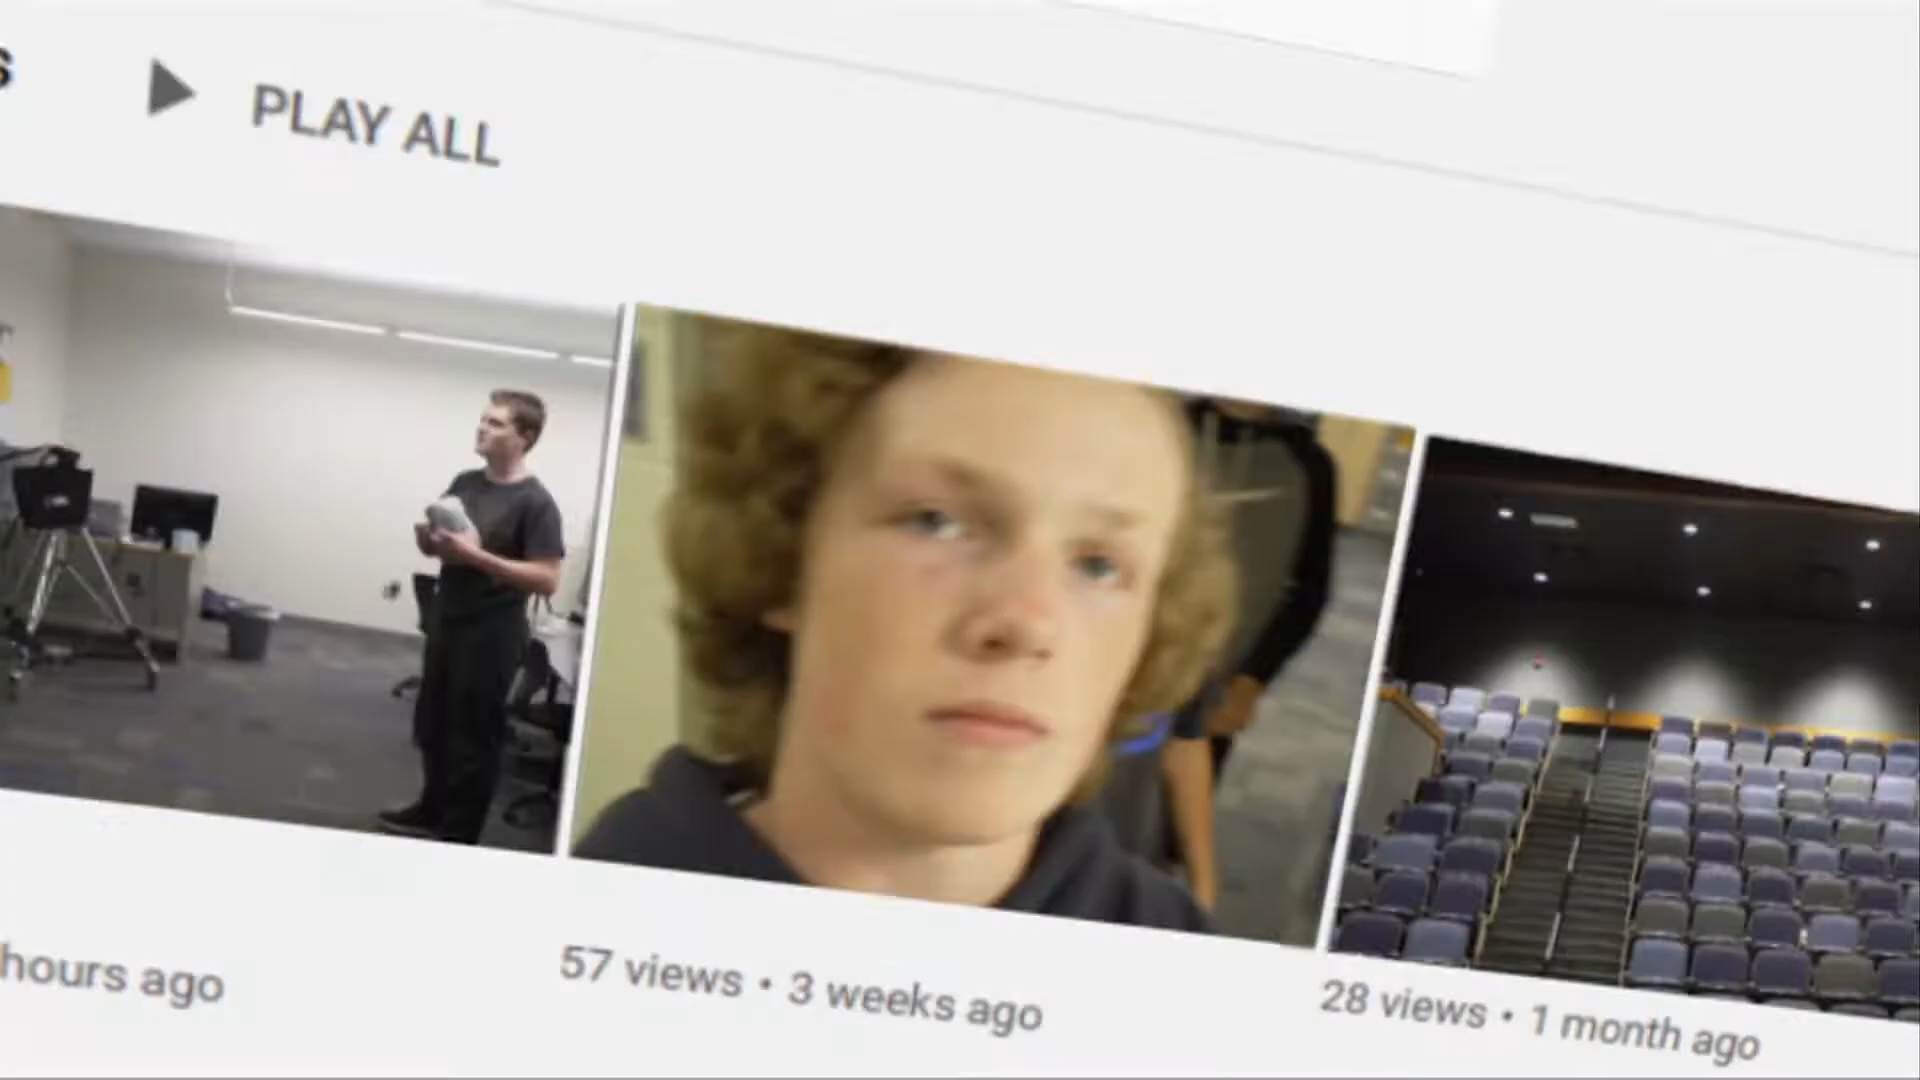 s
PLAY ALL
hours ago
57 views • 3 weeks ago
28 views • 1 month ago